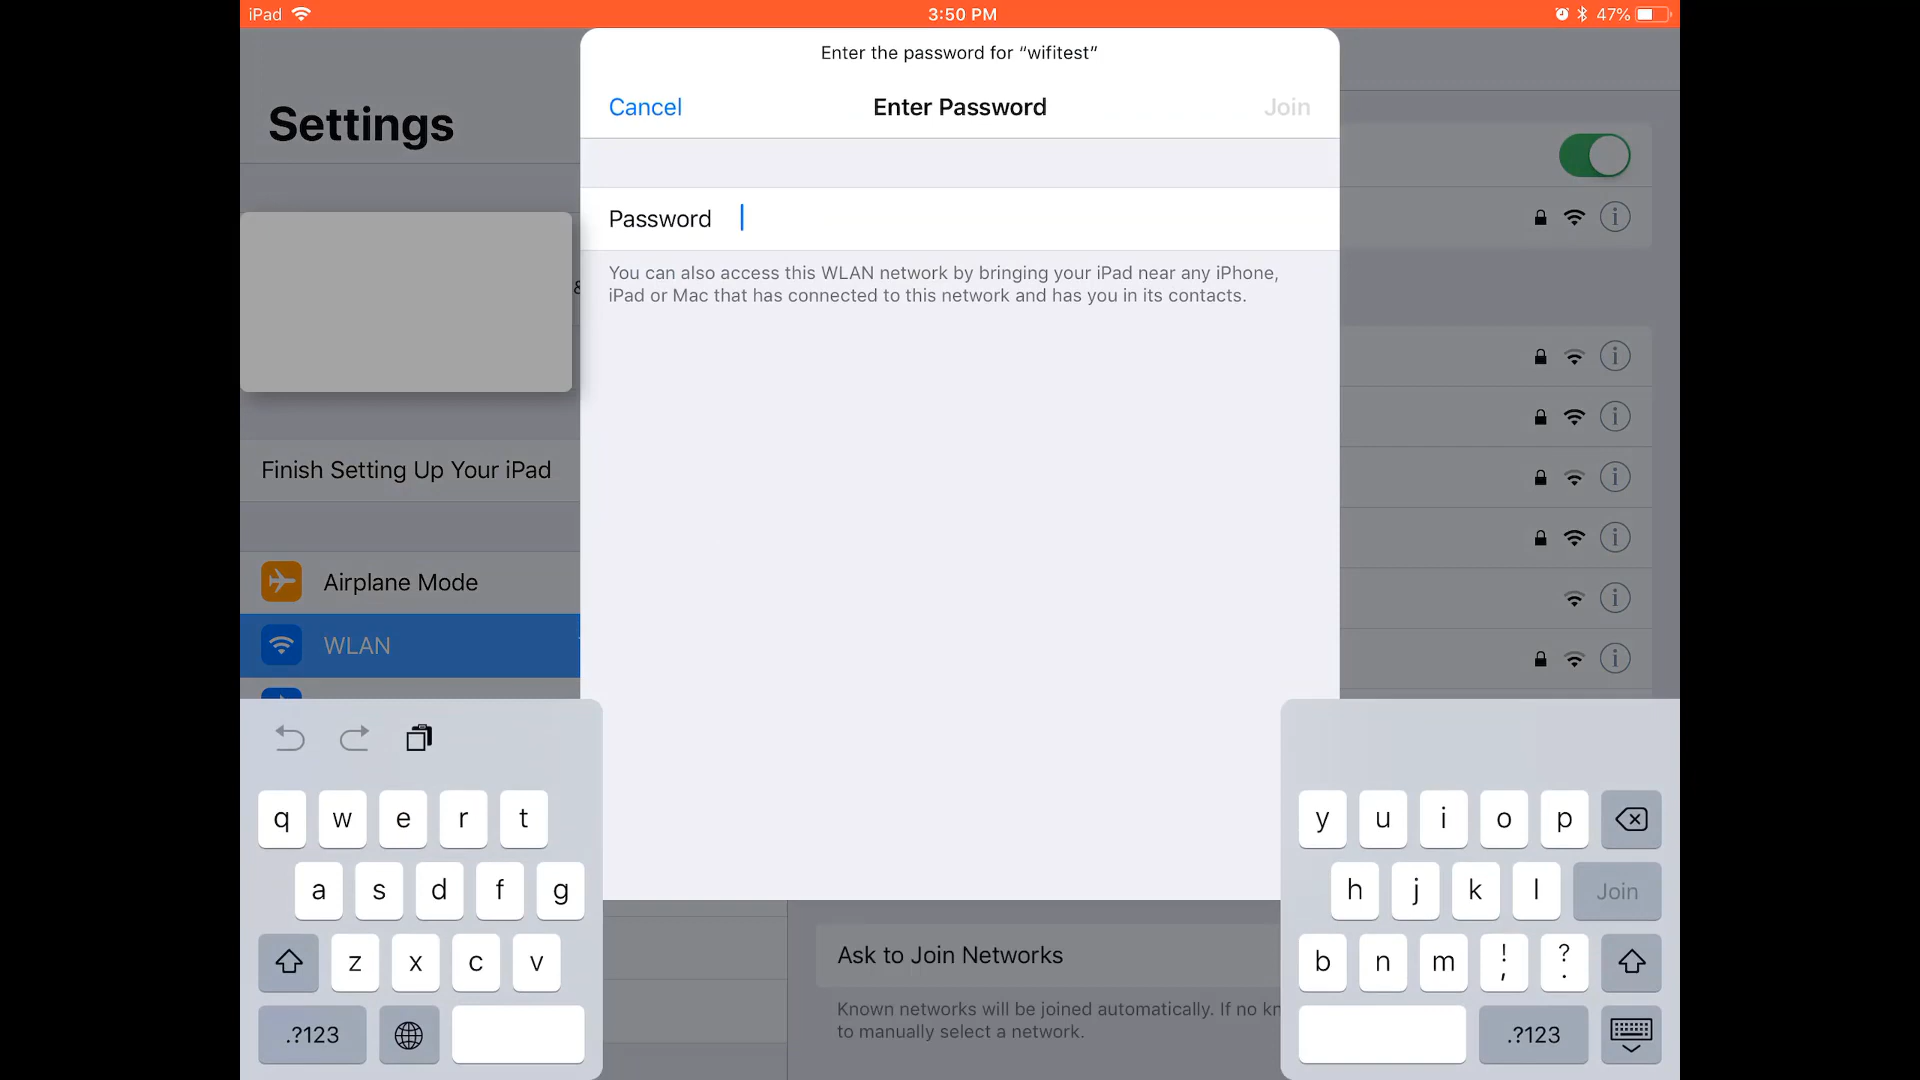 iPad
3:50 PM
47%
Enter the password for “wifitest”
Cancel
Enter Password
Join
Settings
Password
You can also access this WLAN network by bringing your iPad near any iPhone,
iPad or Mac that has connected to this network and has you in its contacts.
Finish Setting Up Your iPad
Airplane Mode
WLAN
q w e r t
y u i o p
a s d f g
h j k l Join
z x c v
b n m ! , ? .
.?123
.?123
Ask to Join Networks
Known networks will be joined automatically. If no kn
to manually select a network.